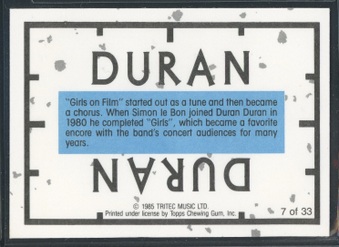 DURAN
"Girls on Film" started out as a tune and then became
a chorus. When Simon le Bon joined Duran Duran in
1980 he completed "Girls", which became a favorite
encore with the band's concert audiences for many
years.
DURAN
© 1985 TRITEC MUSIC LTD.
Printed under license by Topps Chewing Gum, Inc.
7 of 33